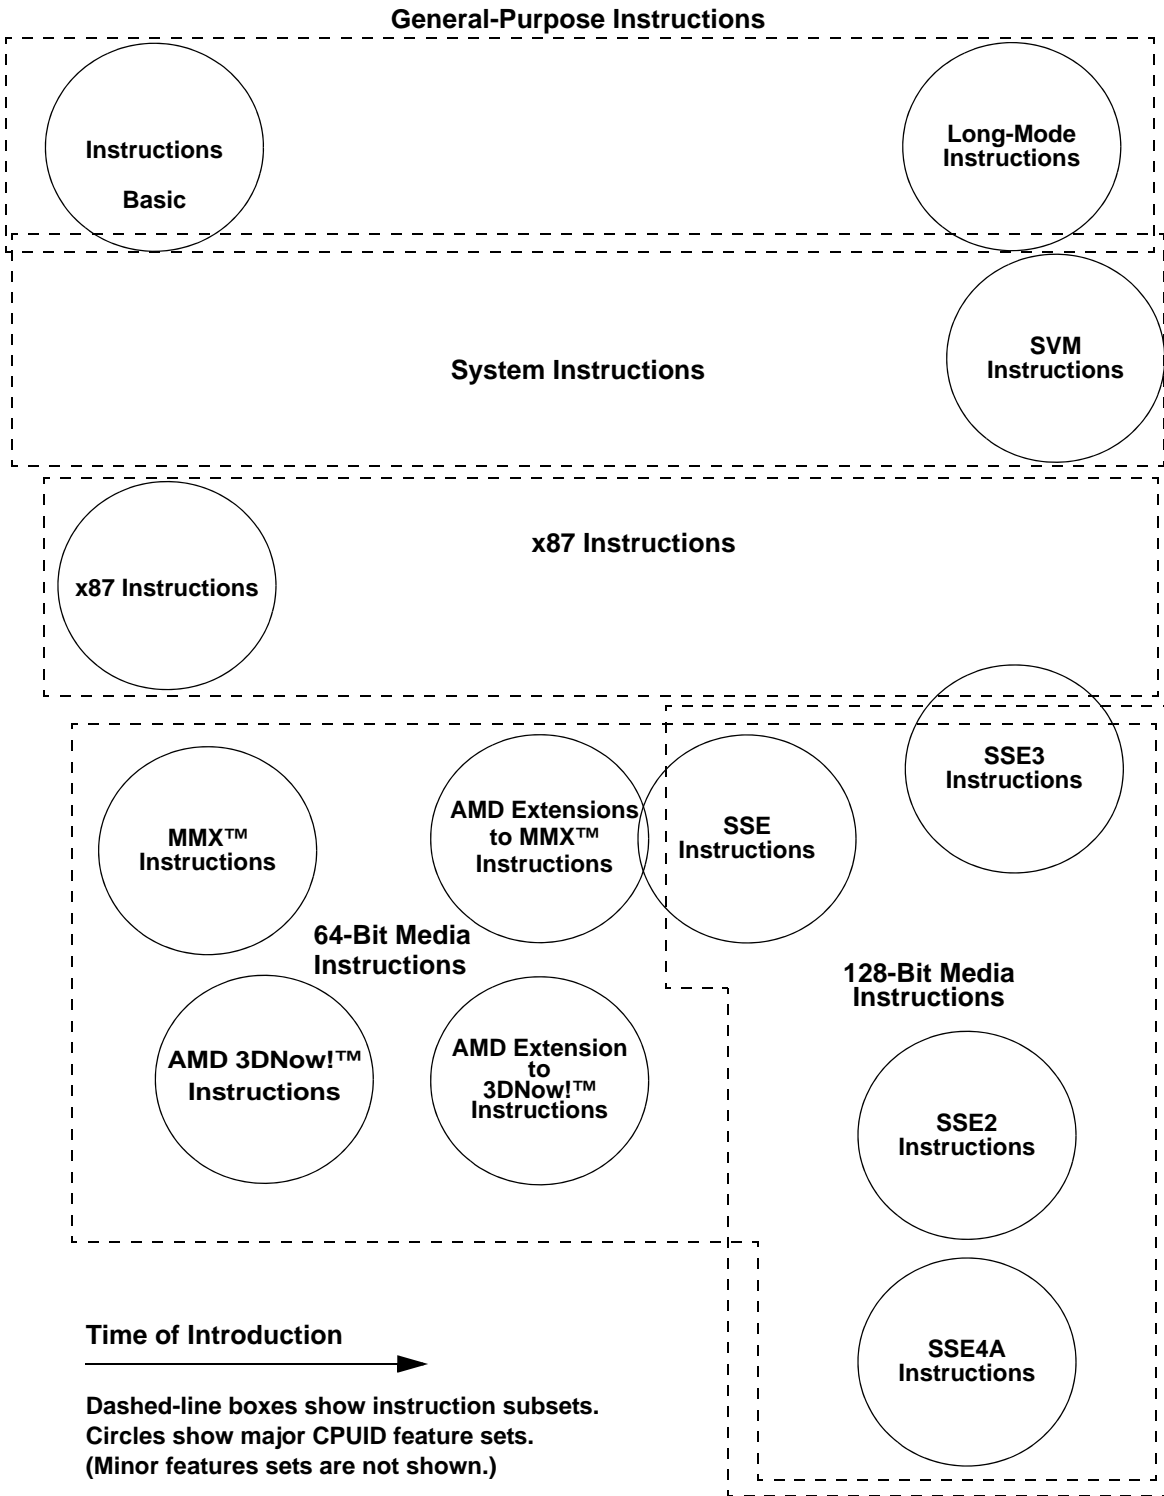 General-Purpose Instructions
Instructions
Basic
Long-Mode
Instructions
System Instructions
SVM
Instructions
x87 Instructions
x87 Instructions
MMX™
Instructions
AMD Extensions
to MMX™
Instructions
SSE
Instructions
SSE3
Instructions
64-Bit Media
Instructions
128-Bit Media
Instructions
AMD 3DNow!™
Instructions
AMD Extension
to
3DNow!™
Instructions
SSE2
Instructions
SSE4A
Instructions
Time of Introduction
Dashed-line boxes show instruction subsets.
Circles show major CPUID feature sets.
(Minor features sets are not shown.)